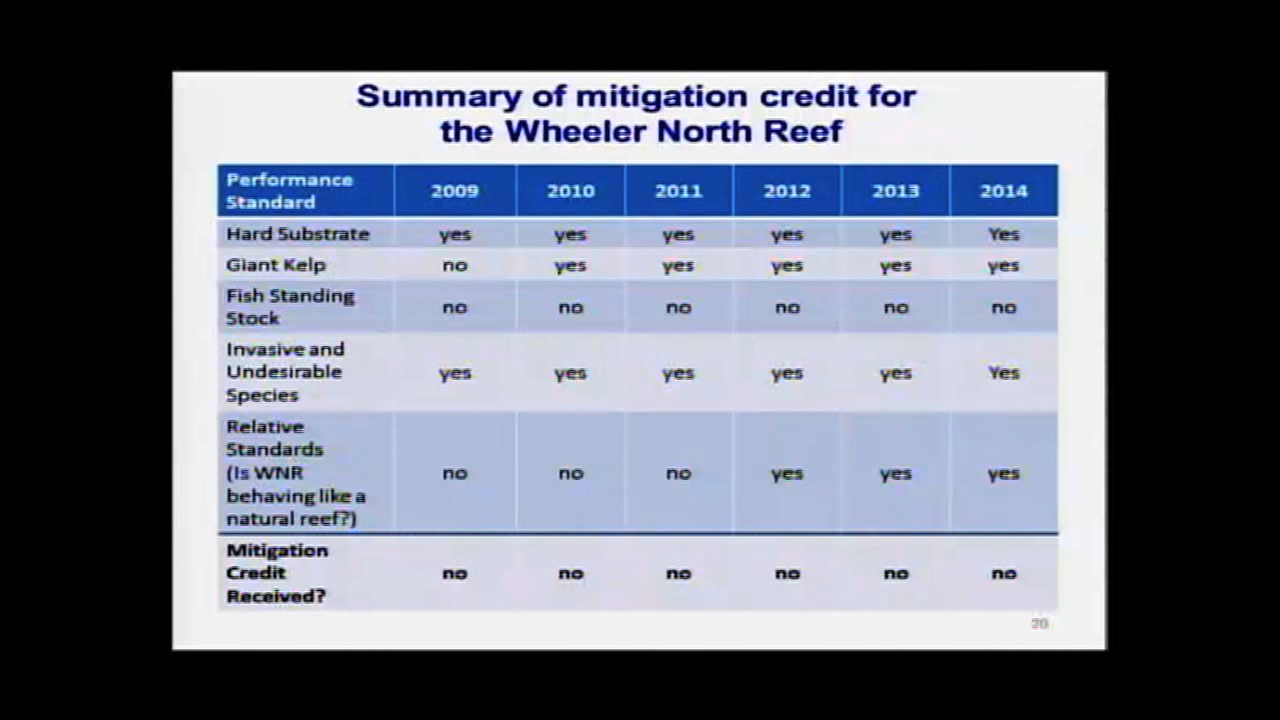 Summary of mitigation credit for
the Wheeler North Reef
Performance
Standard
2009 2010 2011 2012 2013 2014
Hard Substrate yes yes yes yes yes Yes
Giant Kelp no yes yes yes yes yes
Fish Standing
Stock
no no no no no no
Invasive and
Undesirable
Species
yes yes yes yes yes Yes
Relative
Standards
(Is WNR
behaving like a
natural reef?)
no no no yes yes yes
Mitigation
Credit
Received?
no no no no no no
20